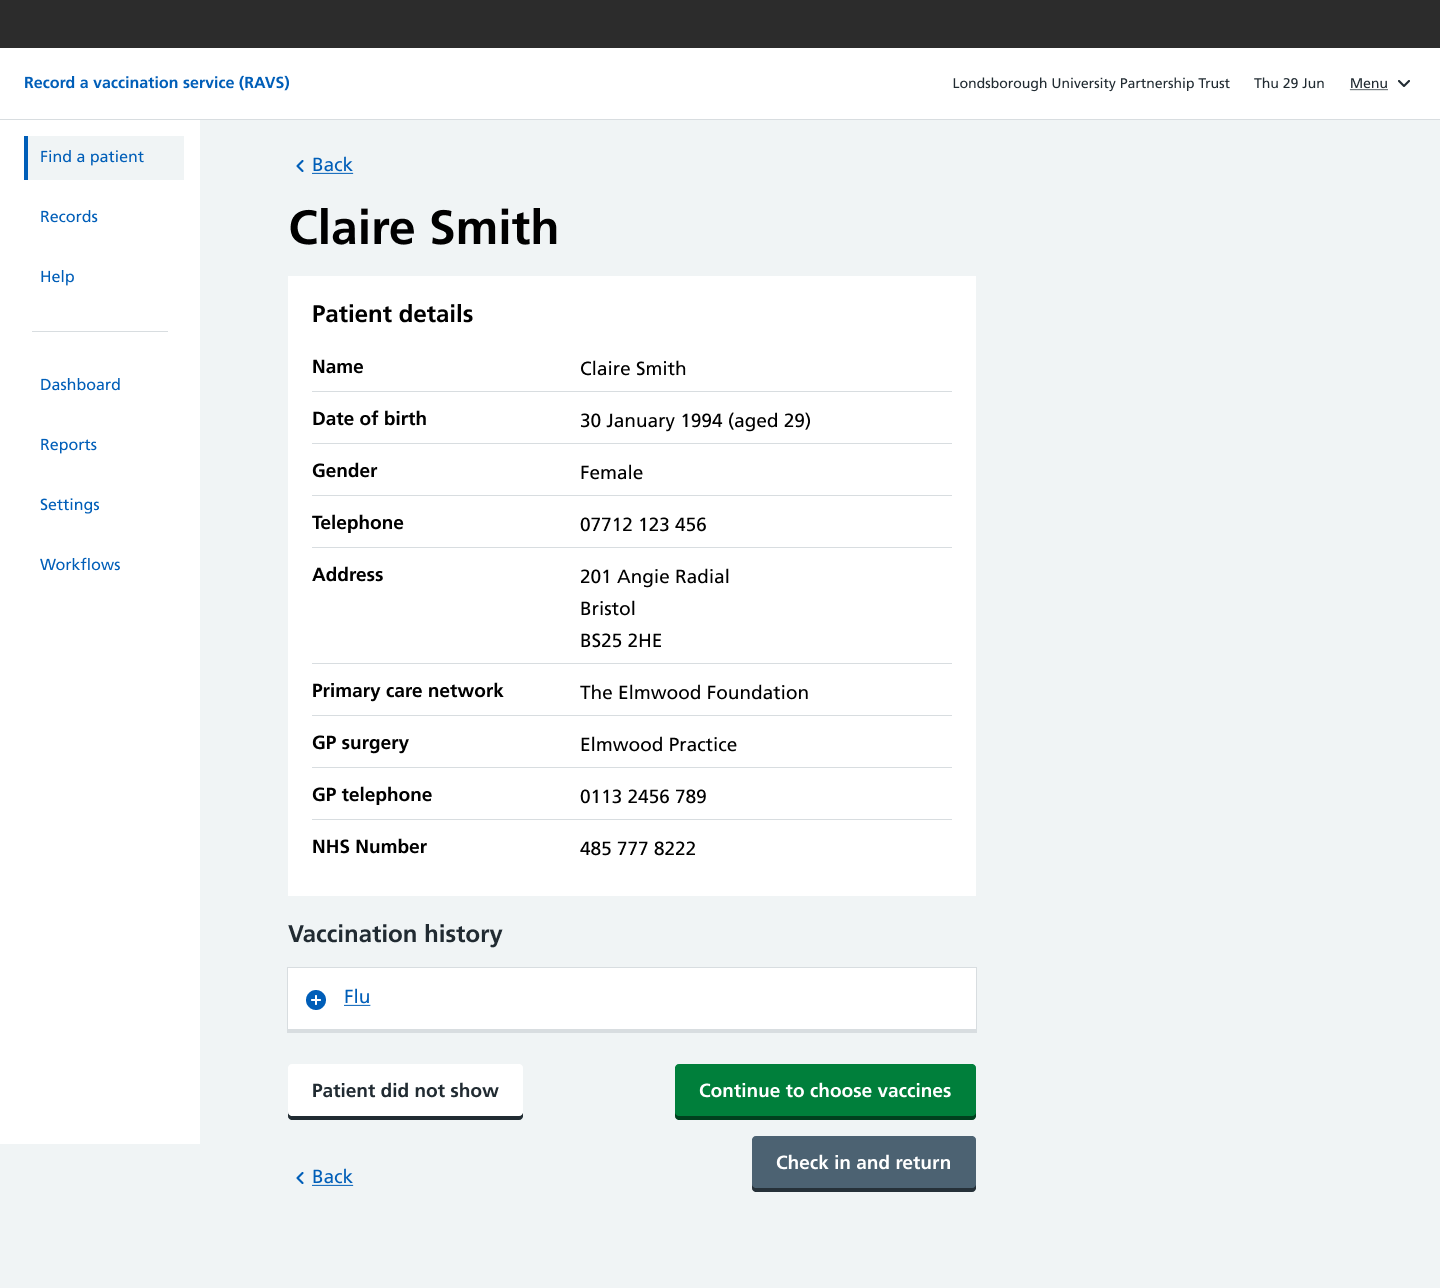 Record a vaccination service (RAVS)
Londsborough University Partnership Trust
Thu 29 Jun
Menu
Find a patient
Records
Help
Dashboard
Reports
Settings
Workflows
Back
Claire Smith
Patient details
Name Claire Smith
Date of birth 30 January 1994 (aged 29)
Gender Female
Telephone 07712 123 456
Address 201 Angie Radial
Bristol
BS25 2HE
Primary care network The Elmwood Foundation
GP surgery Elmwood Practice
GP telephone 0113 2456 789
NHS Number 485 777 8222
Vaccination history
Flu
Patient did not show
Continue to choose vaccines
Check in and return
Back